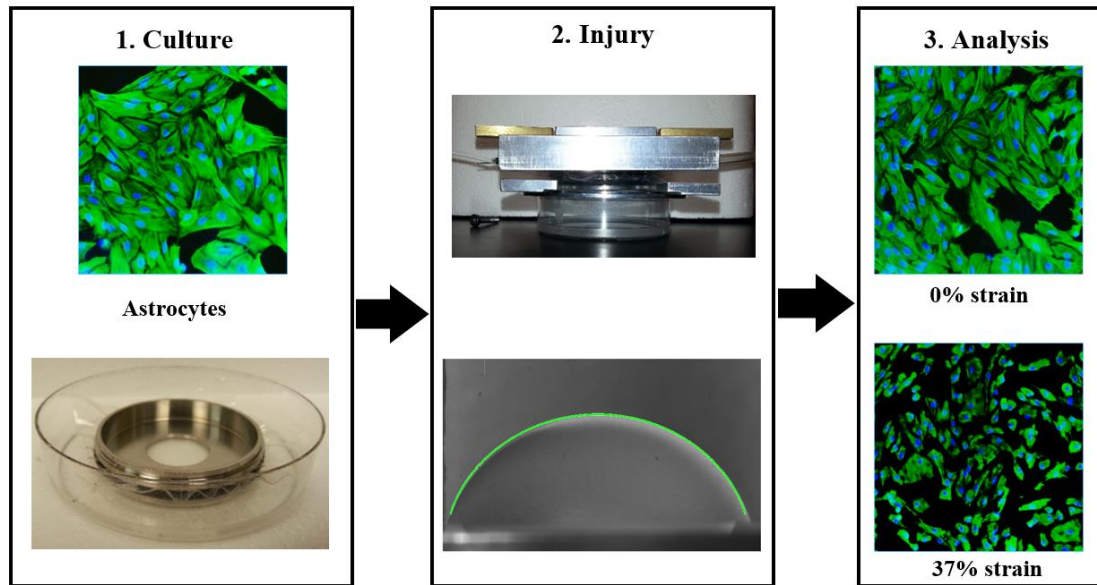 1. Culture
Astrocytes
2. Injury
3. Analysis
0% strain
37% strain